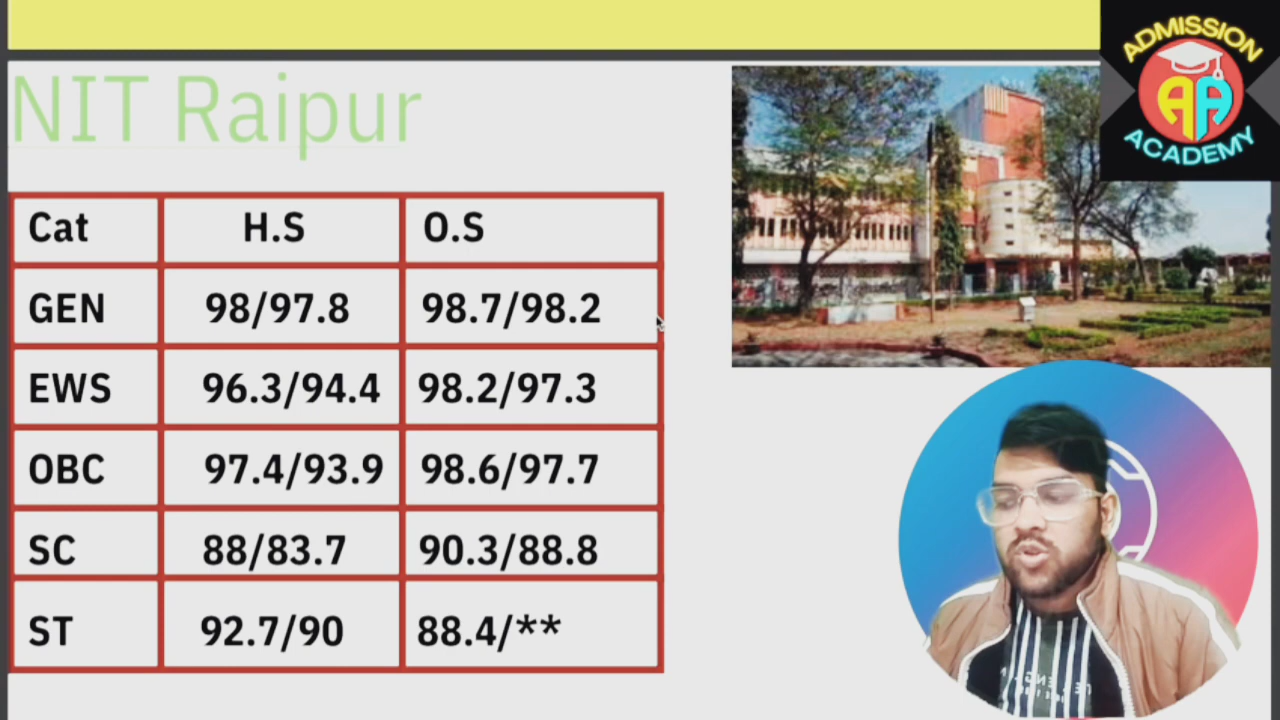 ADMISSION
AA
ACADEMY
NIT Raipur
Cat H.S O.S
GEN 98/97.8 98.7/98.2
EWS 96.3/94.4 98.2/97.3
OBC 97.4/93.9 98.6/97.7
SC 88/83.7 90.3/88.8
ST 92.7/90 88.4/**